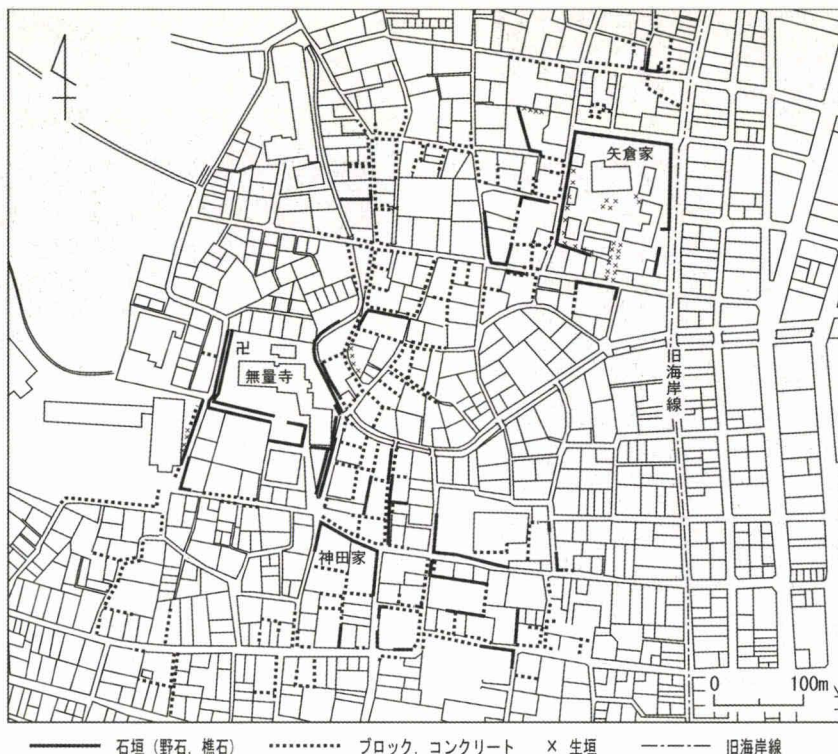 矢倉家
卍
無量寺
旧海岸線
神田家
0 100m
石垣 (野石, 樵石) ブロック, コンクリート × 生垣 旧海岸線